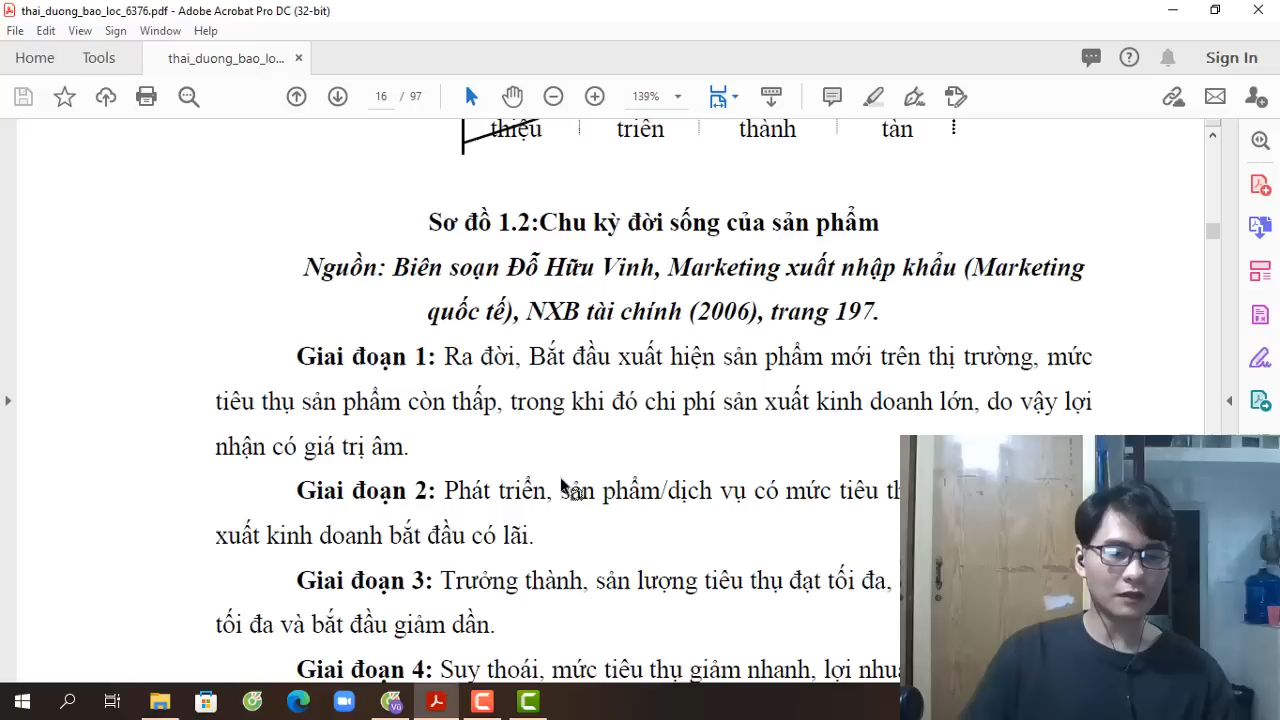 thai_duong_bao_loc_6376.pdf - Adobe Acrobat Pro DC (32-bit)
File Edit View Sign Window Help
Home Tools thai_duong_bao_lo... × Sign In
16 / 97 139%
thiệu triên thành tàn
Sơ đồ 1.2:Chu kỳ đời sống của sản phẩm
Nguồn: Biên soạn Đỗ Hữu Vinh, Marketing xuất nhập khẩu (Marketing
quốc tế), NXB tài chính (2006), trang 197.
Giai đoạn 1: Ra đời, Bắt đầu xuất hiện sản phẩm mới trên thị trường, mức
tiêu thụ sản phẩm còn thấp, trong khi đó chi phí sản xuất kinh doanh lớn, do vậy lợi
nhận có giá trị âm.
Giai đoạn 2: Phát triển, sản phẩm/dịch vụ có mức tiêu th
xuất kinh doanh bắt đầu có lãi.
Giai đoạn 3: Trưởng thành, sản lượng tiêu thụ đạt tối đa,
tối đa và bắt đầu giảm dần.
Giai đoạn 4: Suy thoái, mức tiêu thụ giảm nhanh, lợi nhuậ